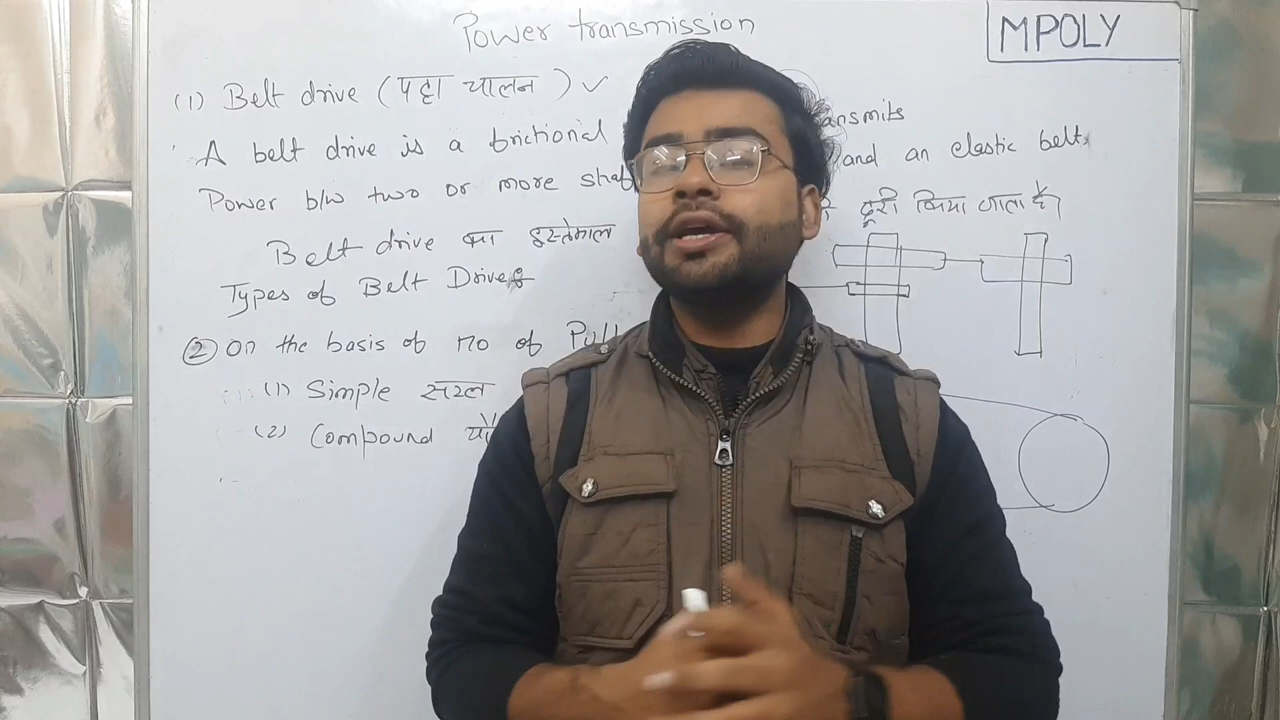 Power transmission
MPOLY
(1) Belt drive (पट्टा चालन) ✓
A belt drive is a frictional ansmits
Power b/w two or more shaf and an elastic belt.
Belt drive का इस्तेमाल दूरी किया जाता है।
Types of Belt Drives
② On the basis of no of Pull
(1) Simple सरल
(2) Compound